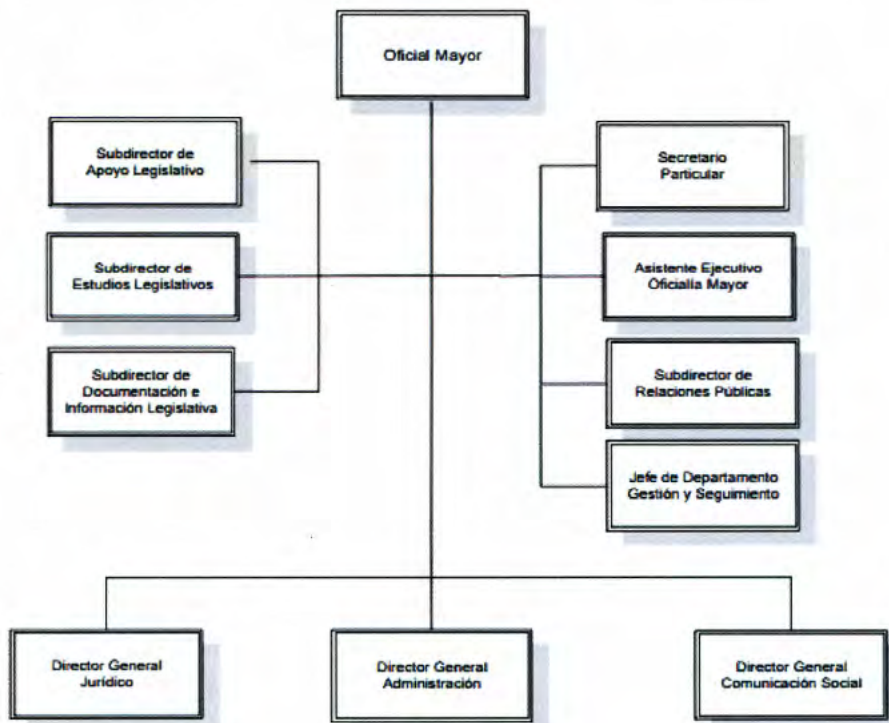 Oficial Mayor
Subdirector de
Apoyo Legislativo
Secretario
Particular
Subdirector de
Estudios Legislativos
Asistente Ejecutivo
Oficialía Mayor
Subdirector de
Documentación e
Información Legislativa
Subdirector de
Relaciones Públicas
Jefe de Departamento
Gestión y Seguimiento
Director General
Jurídico
Director General
Administración
Director General
Comunicación Social